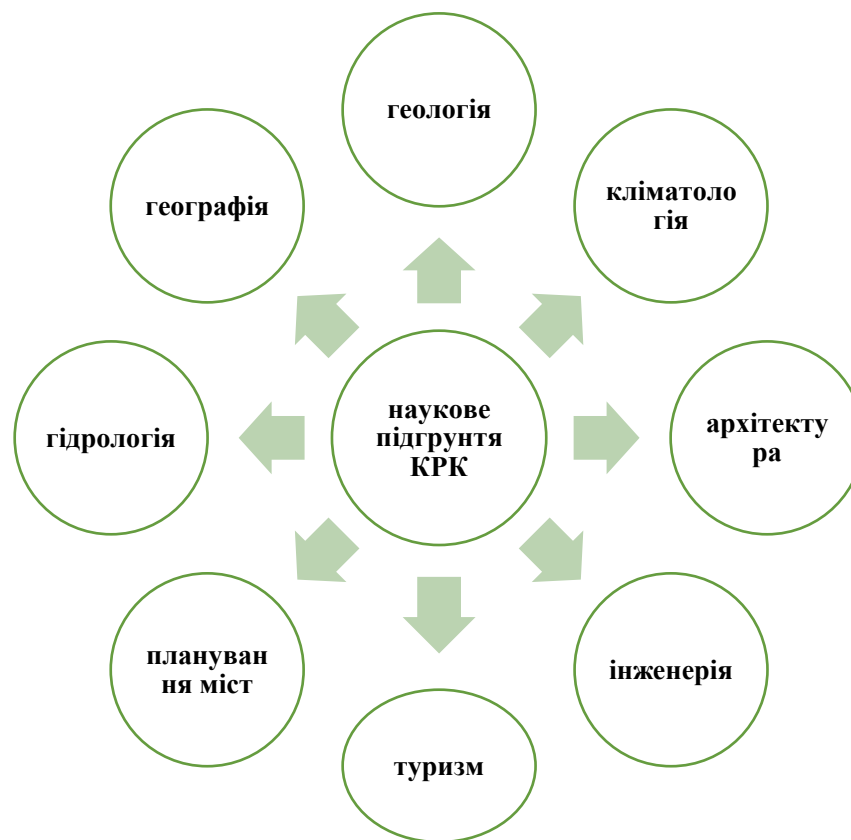 геологія
кліматоло
гія
архітекту
ра
інженерія
туризм
плануван
ня міст
гідрологія
географія
наукове
підгрунтя
КРК